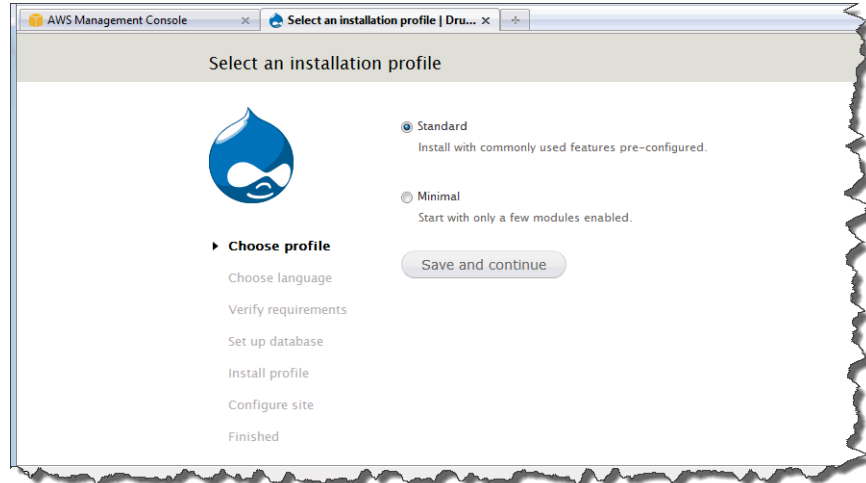 AWS Management Console
Select an installation profile | Dru...
Select an installation profile
Standard
Install with commonly used features pre-configured.
Minimal
Start with only a few modules enabled.
Save and continue
Choose profile
Choose language
Verify requirements
Set up database
Install profile
Configure site
Finished